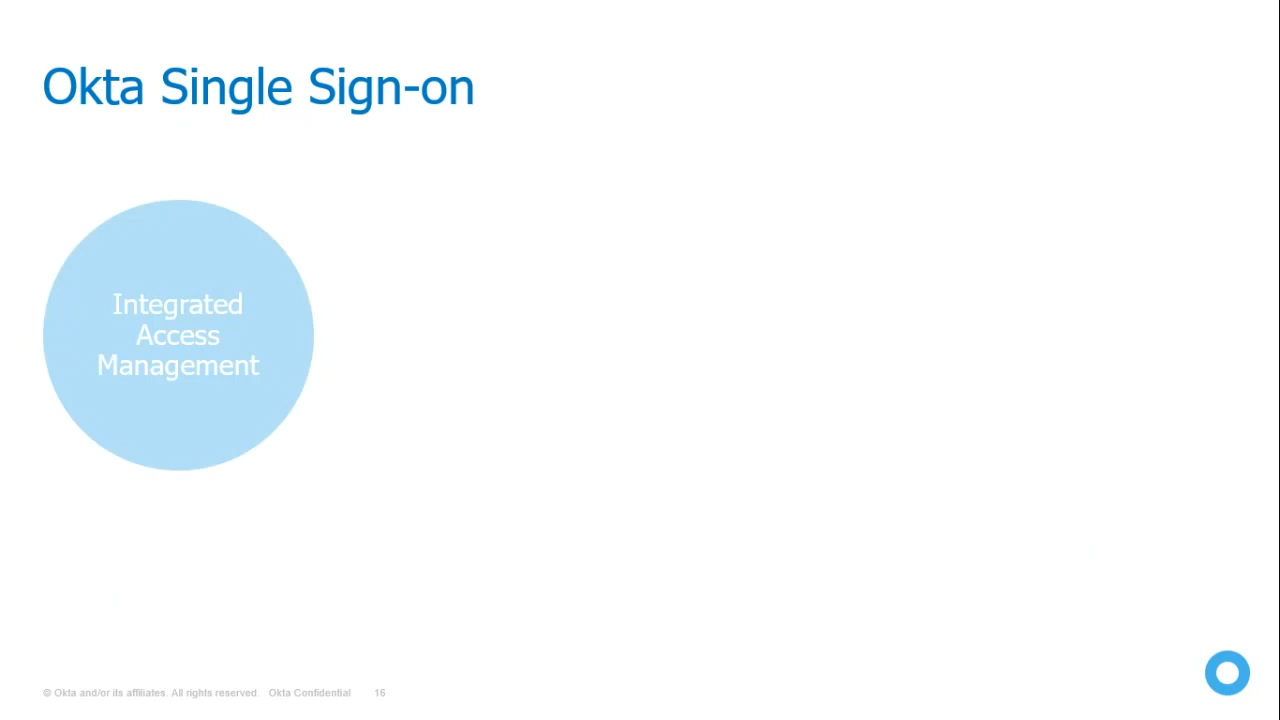 Okta Single Sign-on
Integrated
Access
Management
© Okta and/or its affiliates. All rights reserved. Okta Confidential 16